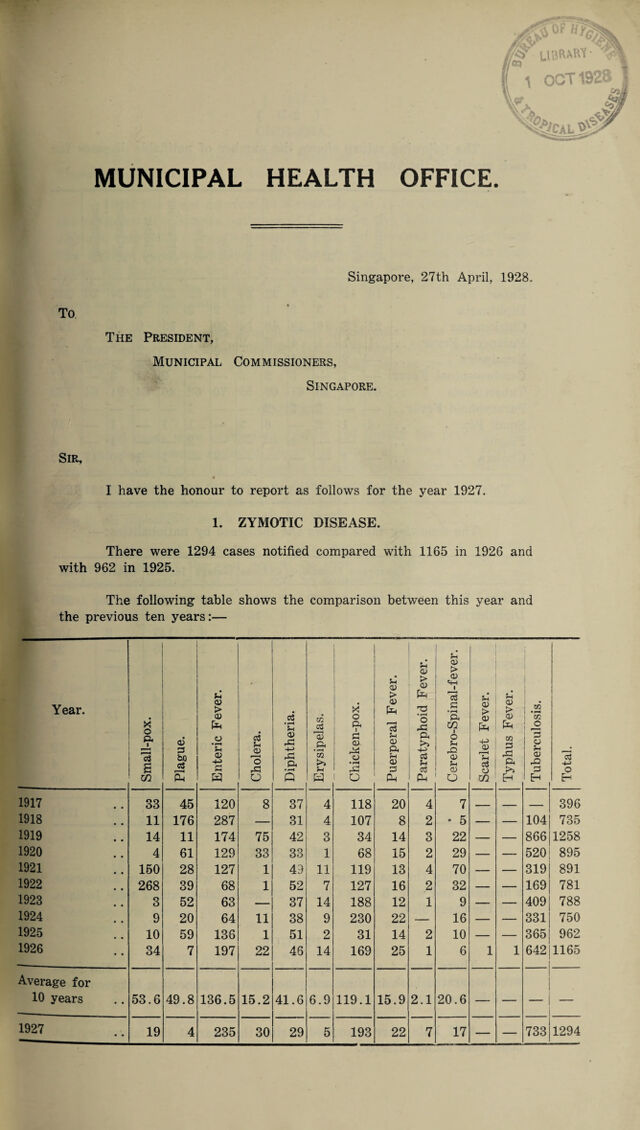 BUREAU OF HYGIENE
LIBRARY
1 OCT 1928
& TROPICAL DISEASES
MUNICIPAL HEALTH OFFICE.
Singapore, 27th April, 1928.
To
THE PRESIDENT,
MUNICIPAL COMMISSIONERS,
SINGAPORE.
SIR,
I have the honour to report as follows for the year 1927.
1. ZYMOTIC DISEASE.
There were 1294 cases notified compared with 1165 in 1926 and
with 962 in 1925.
The following table shows the comparison between this year and
the previous ten years:—
Year. Small-pox. Plague. Enteric Fever. Cholera. Diphtheria. Erysipelas. Chicken-pox. Puerperal Fever. Paratyphoid Fever. Cerebro-Spinal-fever. Scarlet Fever. Typhus Fever. Tuberculosis. Total.
1917 .. 33 45 120 8 37 4 118 20 4 7 — — — 396
1918 .. 11 176 287 — 31 4 107 8 2 5 — — 104 735
1919 .. 14 11 174 75 42 3 34 14 3 22 — — 866 1258
1920 .. 4 61 129 33 33 1 68 15 2 29 — — 520 895
1921 .. 150 28 127 1 49 11 119 13 4 70 — — 319 891
1922 .. 268 39 68 1 52 7 127 16 2 32 — — 169 781
1923 .. 3 52 63 — 37 14 188 12 1 9 — — 409 788
1924 .. 9 20 64 11 38 9 230 22 — 16 — — 331 750
1925 .. 10 59 136 1 51 2 31 14 2 10 — — 365 962
1926 .. 34 7 197 22 46 14 169 25 1 6 1 1 642 1165
Average for
10 years .. 53.6 49.8 136.5 15.2 41.6 6.9 119.1 15.9 2.1 20.6 — — — —
1927 .. 19 4 235 30 29 5 193 22 7 17 — — 733 1294